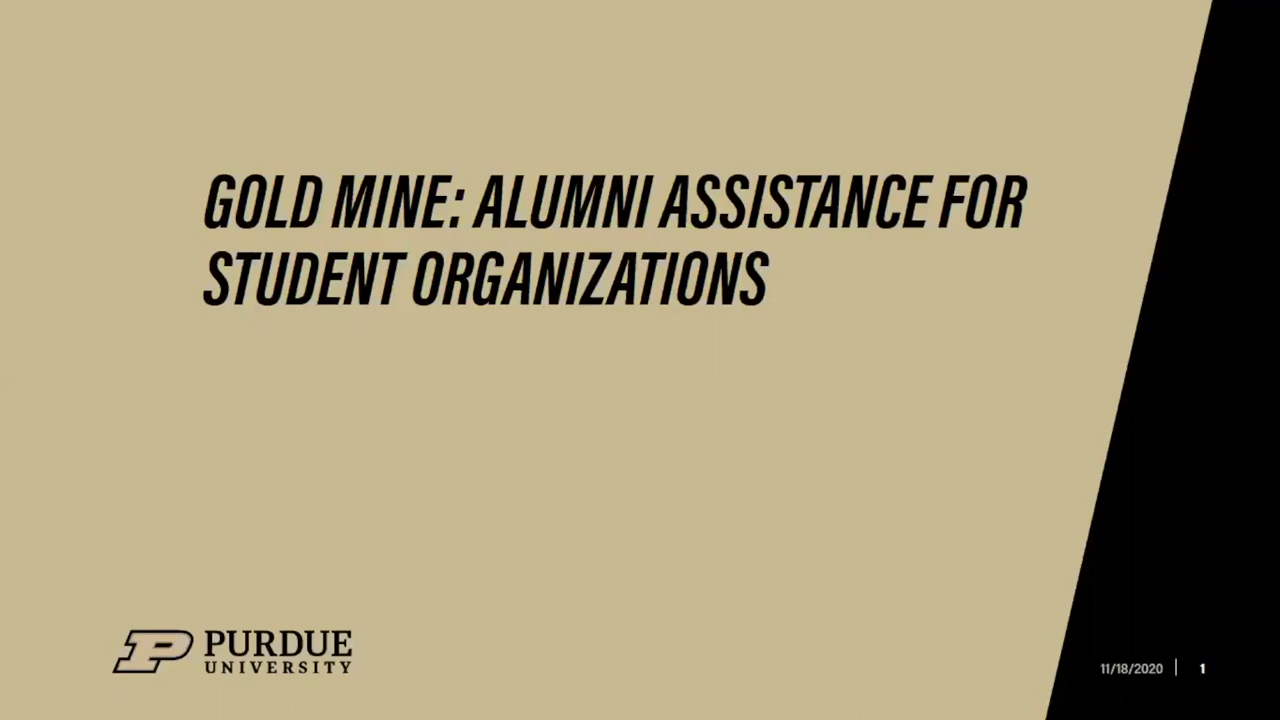 GOLD MINE: ALUMNI ASSISTANCE FOR
STUDENT ORGANIZATIONS
P PURDUE
UNIVERSITY
11/18/2020 | 1